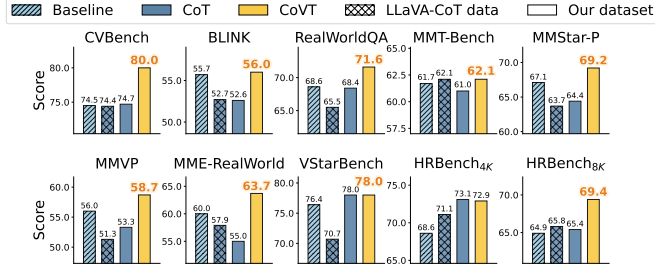 Baseline CoT CoVT LLaVA-CoT data Our dataset
CVBench BLINK RealWorldQA MMT-Bench MMStar-P
Score
80.0
75.0
74.5 74.4 74.7 80.0
55.0
50.0
55.7 52.7 52.6 56.0
70.0
65.0
68.6 65.5 68.4 71.6
65.0
62.5
60.0
57.5
61.7 62.1 61.0 62.1
70.0
65.0
60.0
67.1 63.7 64.4 69.2
MMVP MME-RealWorld VStarBench HRBench4K HRBench8K
Score
60.0
55.0
50.0
56.0 51.3 53.3 58.7
65.0
60.0
55.0
60.0 57.9 55.0 63.7
80.0
75.0
70.0
76.4 70.7 78.0 78.0
75.0
70.0
65.0
68.6 71.1 73.1 72.9
70.0
65.0
64.9 65.8 65.4 69.4